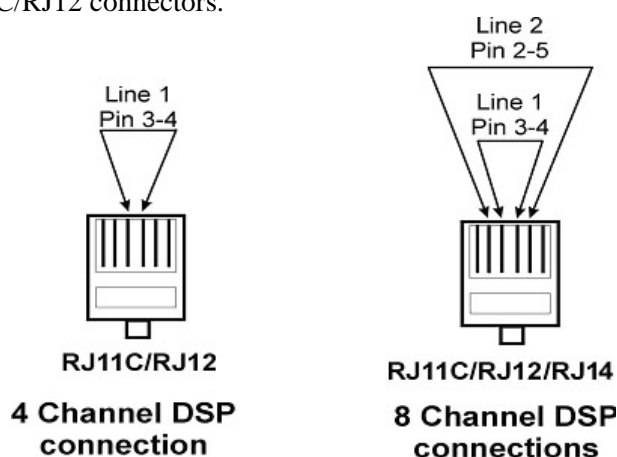 C/RJ12 connectors.
Line 1
Pin 3-4
RJ11C/RJ12
4 Channel DSP
connection
Line 2
Pin 2-5
Line 1
Pin 3-4
RJ11C/RJ12/RJ14
8 Channel DSP
connections